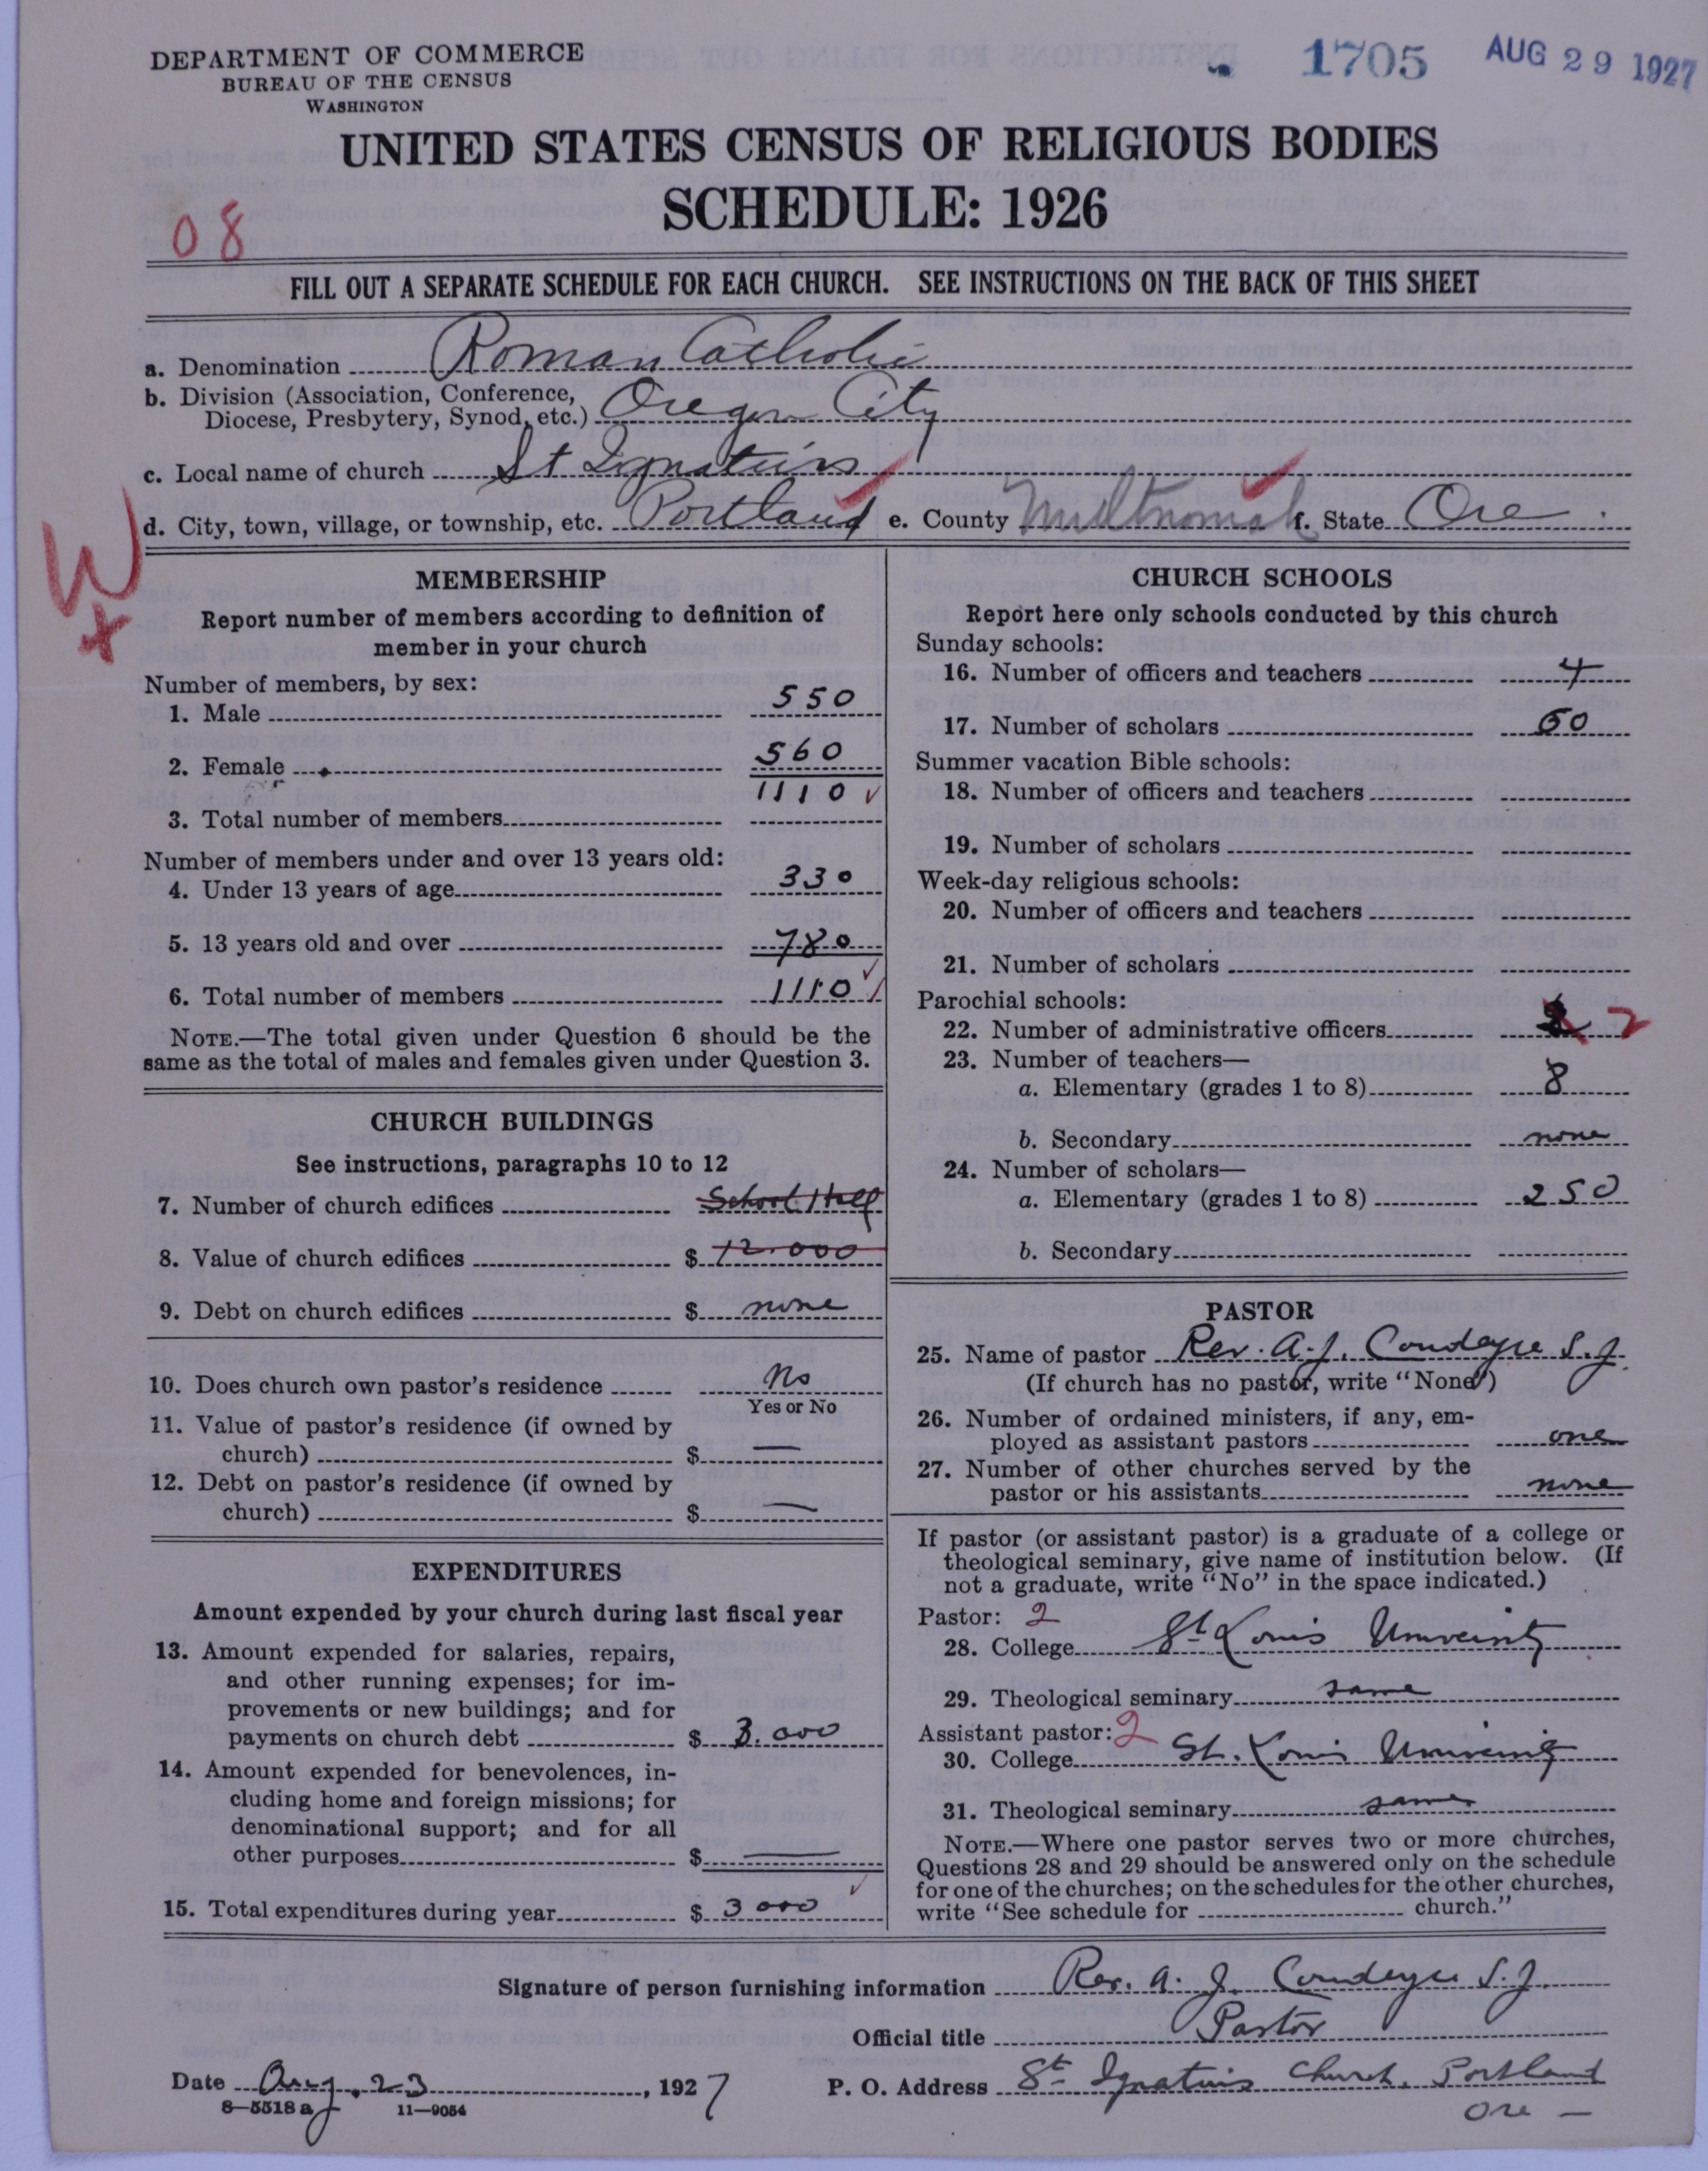 DEPARTMENT OF COMMERCE
BUREAU OF THE CENSUS
WASHINGTON
1705 AUG 29 1927
UNITED STATES CENSUS OF RELIGIOUS BODIES
SCHEDULE: 1926
08
FILL OUT A SEPARATE SCHEDULE FOR EACH CHURCH. SEE INSTRUCTIONS ON THE BACK OF THIS SHEET
a. Denomination Roman Catholic
b. Division (Association, Conference,
Diocese, Presbytery, Synod, etc.) Oregon City
c. Local name of church St Ignatius
d. City, town, village, or township, etc. Portland e. County Multnomah f. State Ore.
W
x
MEMBERSHIP
Report number of members according to definition of
member in your church
Number of members, by sex:
1. Male 550
2. Female 560
1110 ✓
3. Total number of members
Number of members under and over 13 years old:
4. Under 13 years of age 330
5. 13 years old and over 780
✓
6. Total number of members 1110 ✓
NOTE.—The total given under Question 6 should be the
same as the total of males and females given under Question 3.
CHURCH BUILDINGS
See instructions, paragraphs 10 to 12
7. Number of church edifices School Hall
8. Value of church edifices $ 12.000
9. Debt on church edifices $ none
10. Does church own pastor's residence No
Yes or No
11. Value of pastor's residence (if owned by
church) $ —
12. Debt on pastor's residence (if owned by
church) $ —
EXPENDITURES
Amount expended by your church during last fiscal year
13. Amount expended for salaries, repairs,
and other running expenses; for im-
provements or new buildings; and for
payments on church debt $ 3.000
14. Amount expended for benevolences, in-
cluding home and foreign missions; for
denominational support; and for all
other purposes $ —
✓
15. Total expenditures during year $ 3000
CHURCH SCHOOLS
Report here only schools conducted by this church
Sunday schools:
16. Number of officers and teachers 4
17. Number of scholars 60
Summer vacation Bible schools:
18. Number of officers and teachers
19. Number of scholars
Week-day religious schools:
20. Number of officers and teachers
21. Number of scholars
Parochial schools:
22. Number of administrative officers 2
23. Number of teachers—
a. Elementary (grades 1 to 8) 8
b. Secondary none
24. Number of scholars—
a. Elementary (grades 1 to 8) 250
b. Secondary
PASTOR
25. Name of pastor Rev. A. J. Coudeyre S. J.
(If church has no pastor, write "None")
26. Number of ordained ministers, if any, em-
ployed as assistant pastors one
27. Number of other churches served by the
pastor or his assistants none
If pastor (or assistant pastor) is a graduate of a college or
theological seminary, give name of institution below. (If
not a graduate, write "No" in the space indicated.)
Pastor: 2
28. College St. Louis University
29. Theological seminary same
Assistant pastor: 2
30. College St. Louis University
31. Theological seminary same
NOTE.—Where one pastor serves two or more churches,
Questions 28 and 29 should be answered only on the schedule
for one of the churches; on the schedules for the other churches,
write "See schedule for church."
Signature of person furnishing information Rev. A. J. Coudeyre S. J.
Official title Pastor
Date Aug. 23, 1927 P. O. Address St Ignatius Church. Portland
8—5518a 11—9054 Ore —